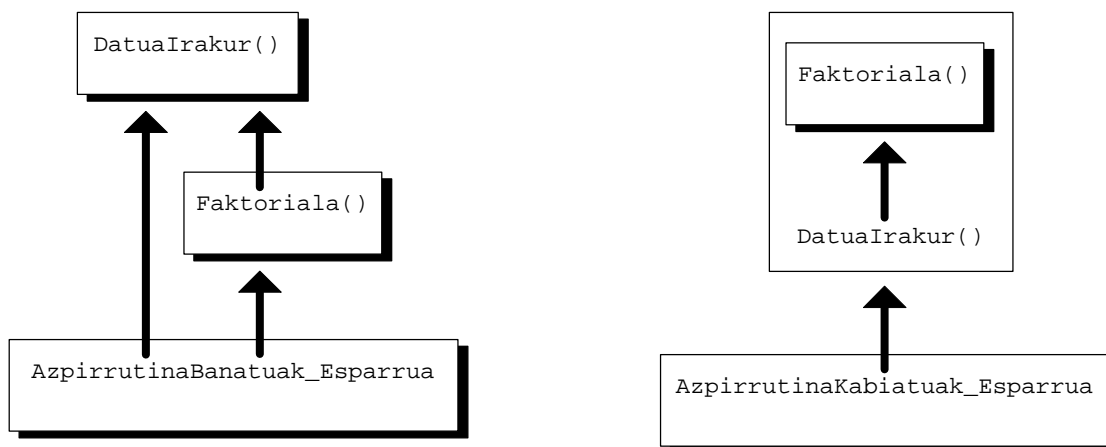 DatuaIrakur()
Faktoriala()
AzpirrutinaBanatuak_Esparrua
Faktoriala()
DatuaIrakur()
AzpirrutinaKabiatuak_Esparrua